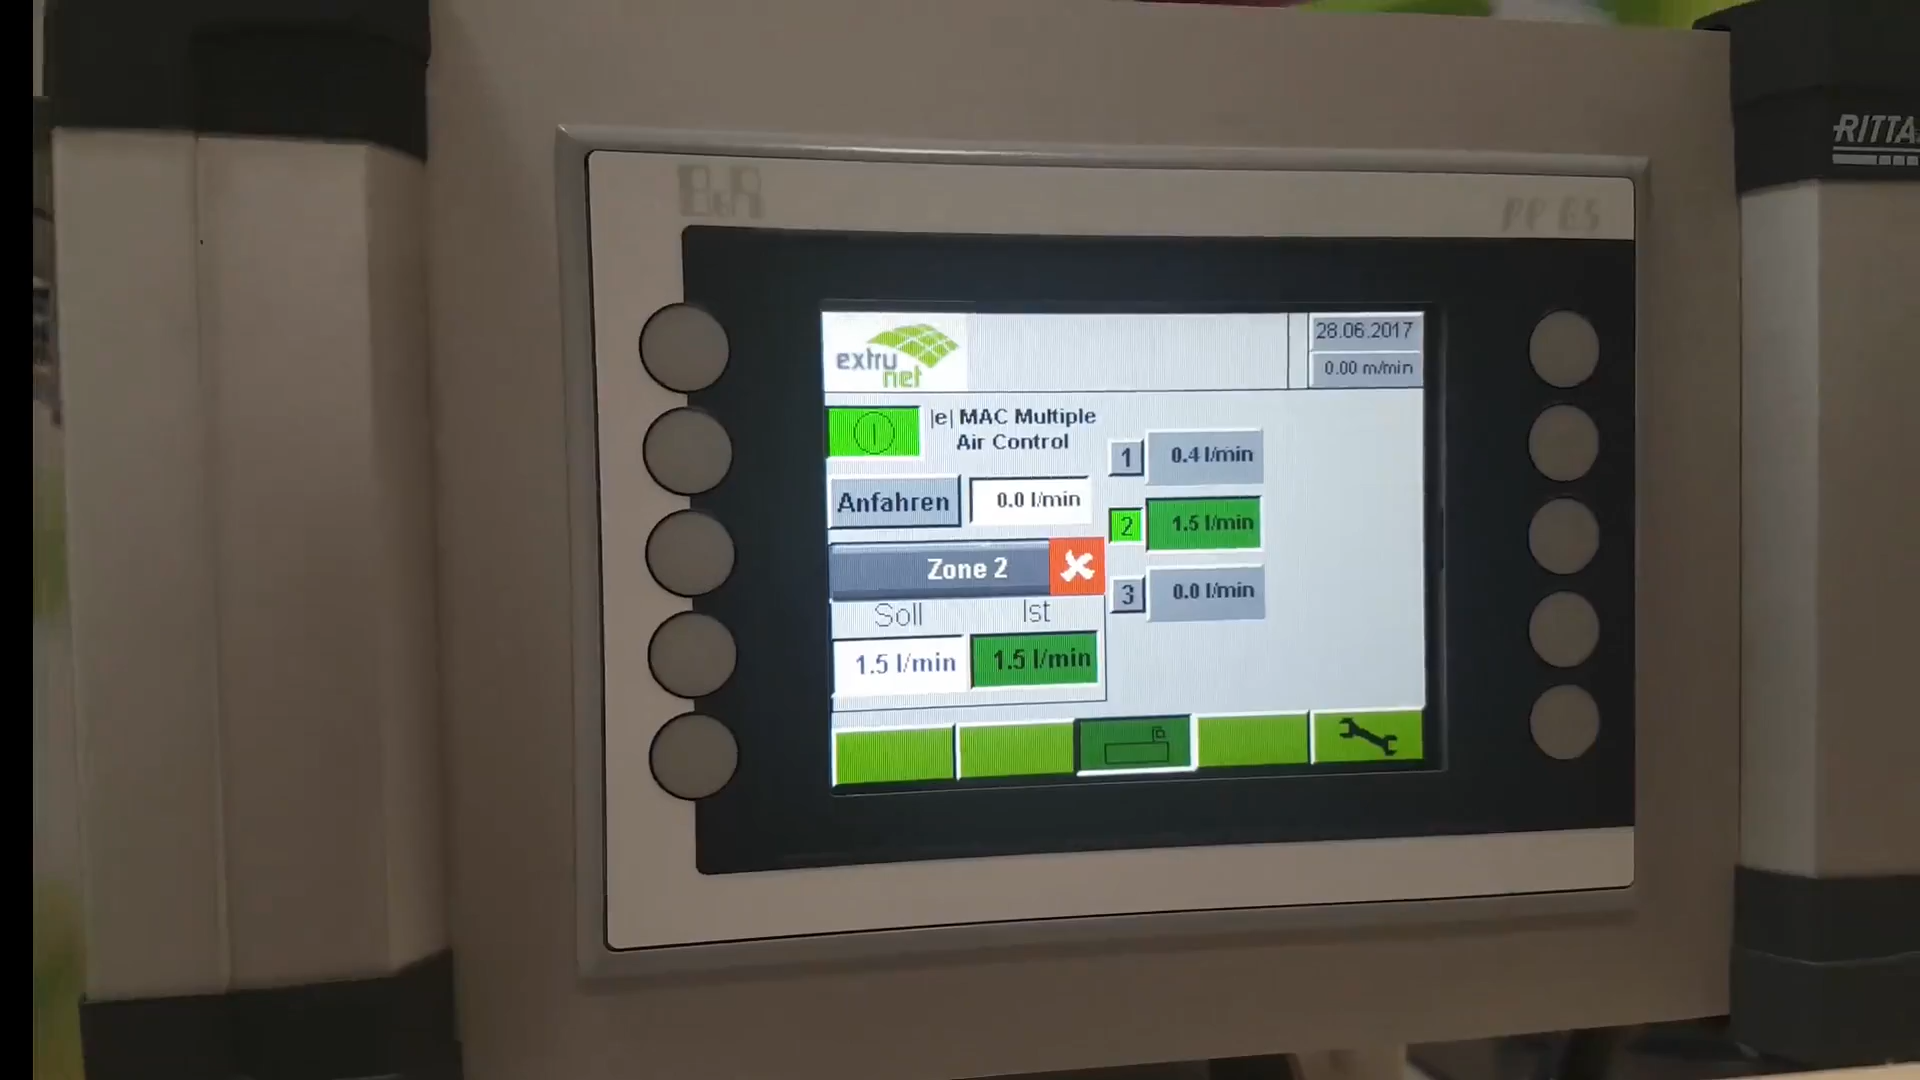 B&R
PP 65
RITTA
extru
net
28.06.2017
0.00 m/min
|e| MAC Multiple
Air Control
1
0.4 l/min
Anfahren
0.0 l/min
2
1.5 l/min
Zone 2
3
0.0 l/min
Soll
Ist
1.5 l/min
1.5 l/min